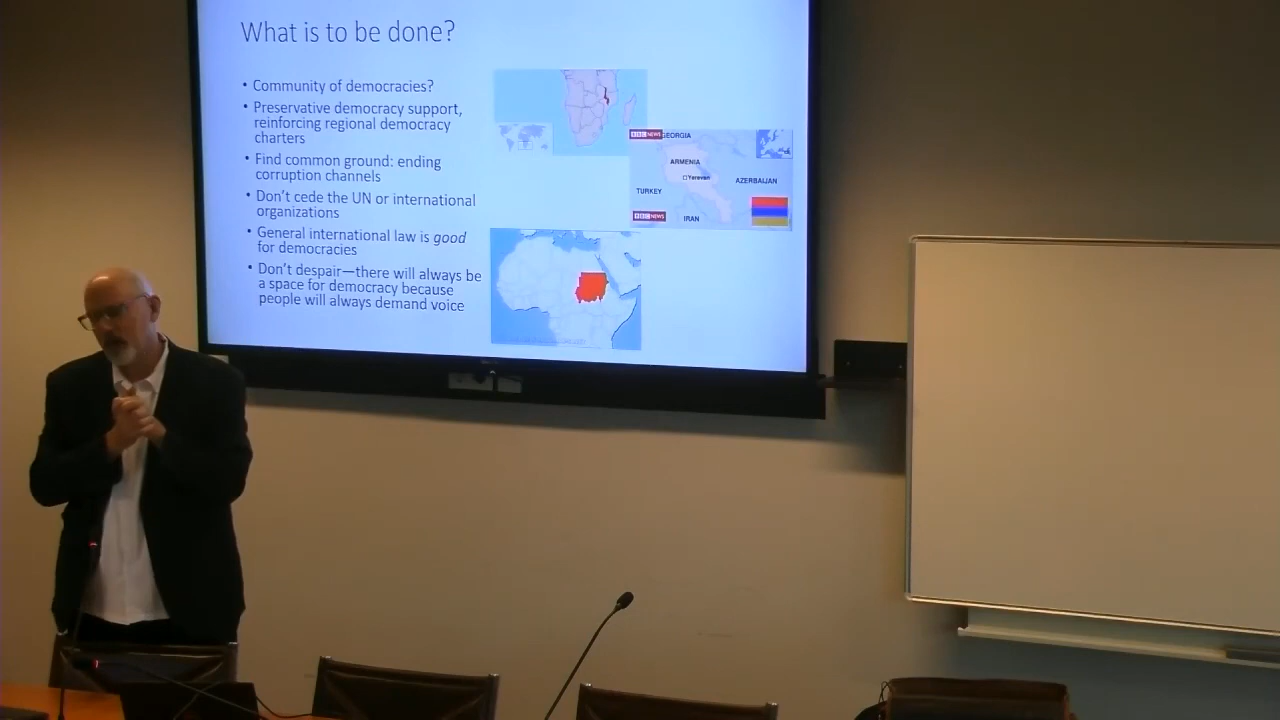 What is to be done?
• Community of democracies?
• Preservative democracy support,
reinforcing regional democracy
charters
• Find common ground: ending
corruption channels
• Don't cede the UN or international
organizations
• General international law is good
for democracies
• Don't despair—there will always be
a space for democracy because
people will always demand voice
BBC NEWS
GEORGIA
ARMENIA
Yerevan
AZERBAIJAN
TURKEY
BBC NEWS
IRAN